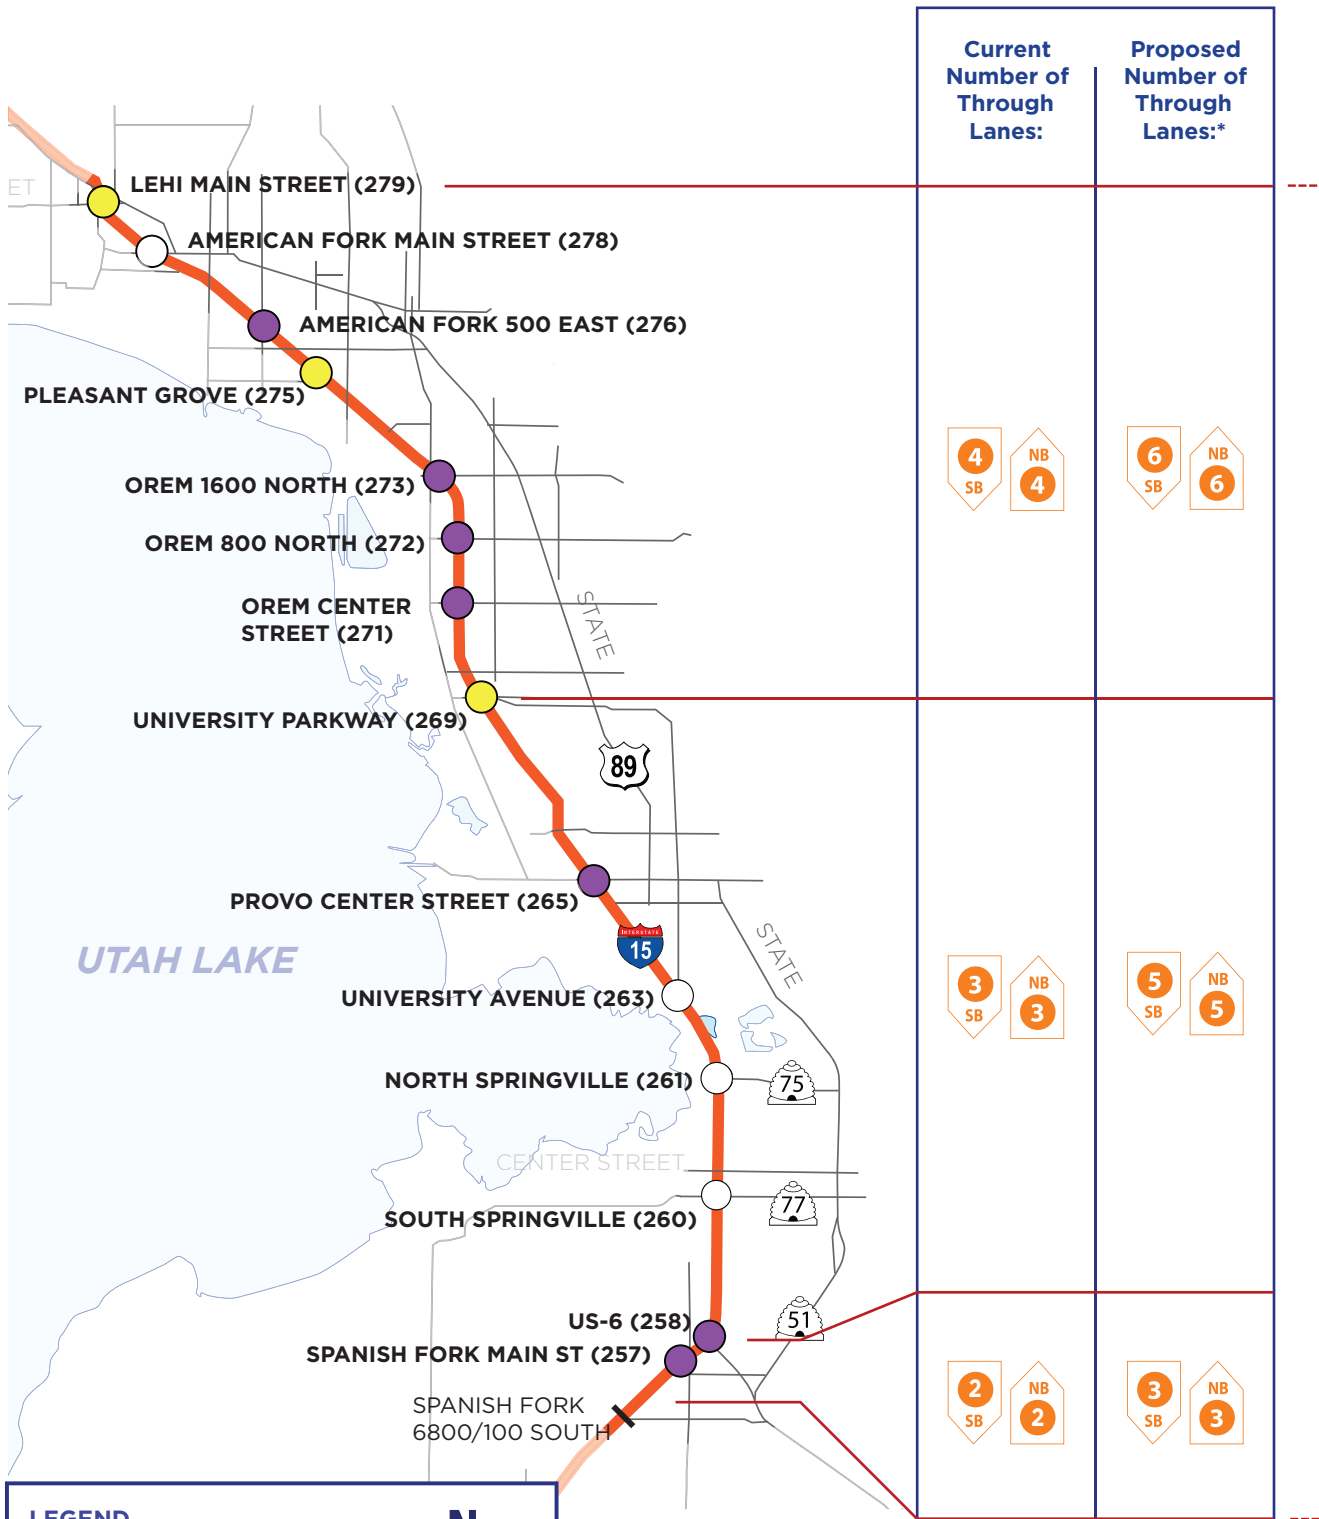 Current
Number of
Through
Lanes:
Proposed
Number of
Through
Lanes:*
ET
LEHI MAIN STREET (279)
AMERICAN FORK MAIN STREET (278)
AMERICAN FORK 500 EAST (276)
PLEASANT GROVE (275)
OREM 1600 NORTH (273)
4
SB
NB
4
6
SB
NB
6
OREM 800 NORTH (272)
OREM CENTER
STREET (271)
STATE
UNIVERSITY PARKWAY (269)
89
PROVO CENTER STREET (265)
UTAH LAKE
INTERSTATE
15
STATE
UNIVERSITY AVENUE (263)
3
SB
NB
3
5
SB
NB
5
NORTH SPRINGVILLE (261)
75
CENTER STREET
77
SOUTH SPRINGVILLE (260)
US-6 (258)
51
SPANISH FORK MAIN ST (257)
2
SB
NB
2
3
SB
NB
3
SPANISH FORK
6800/100 SOUTH
LEGEND
N